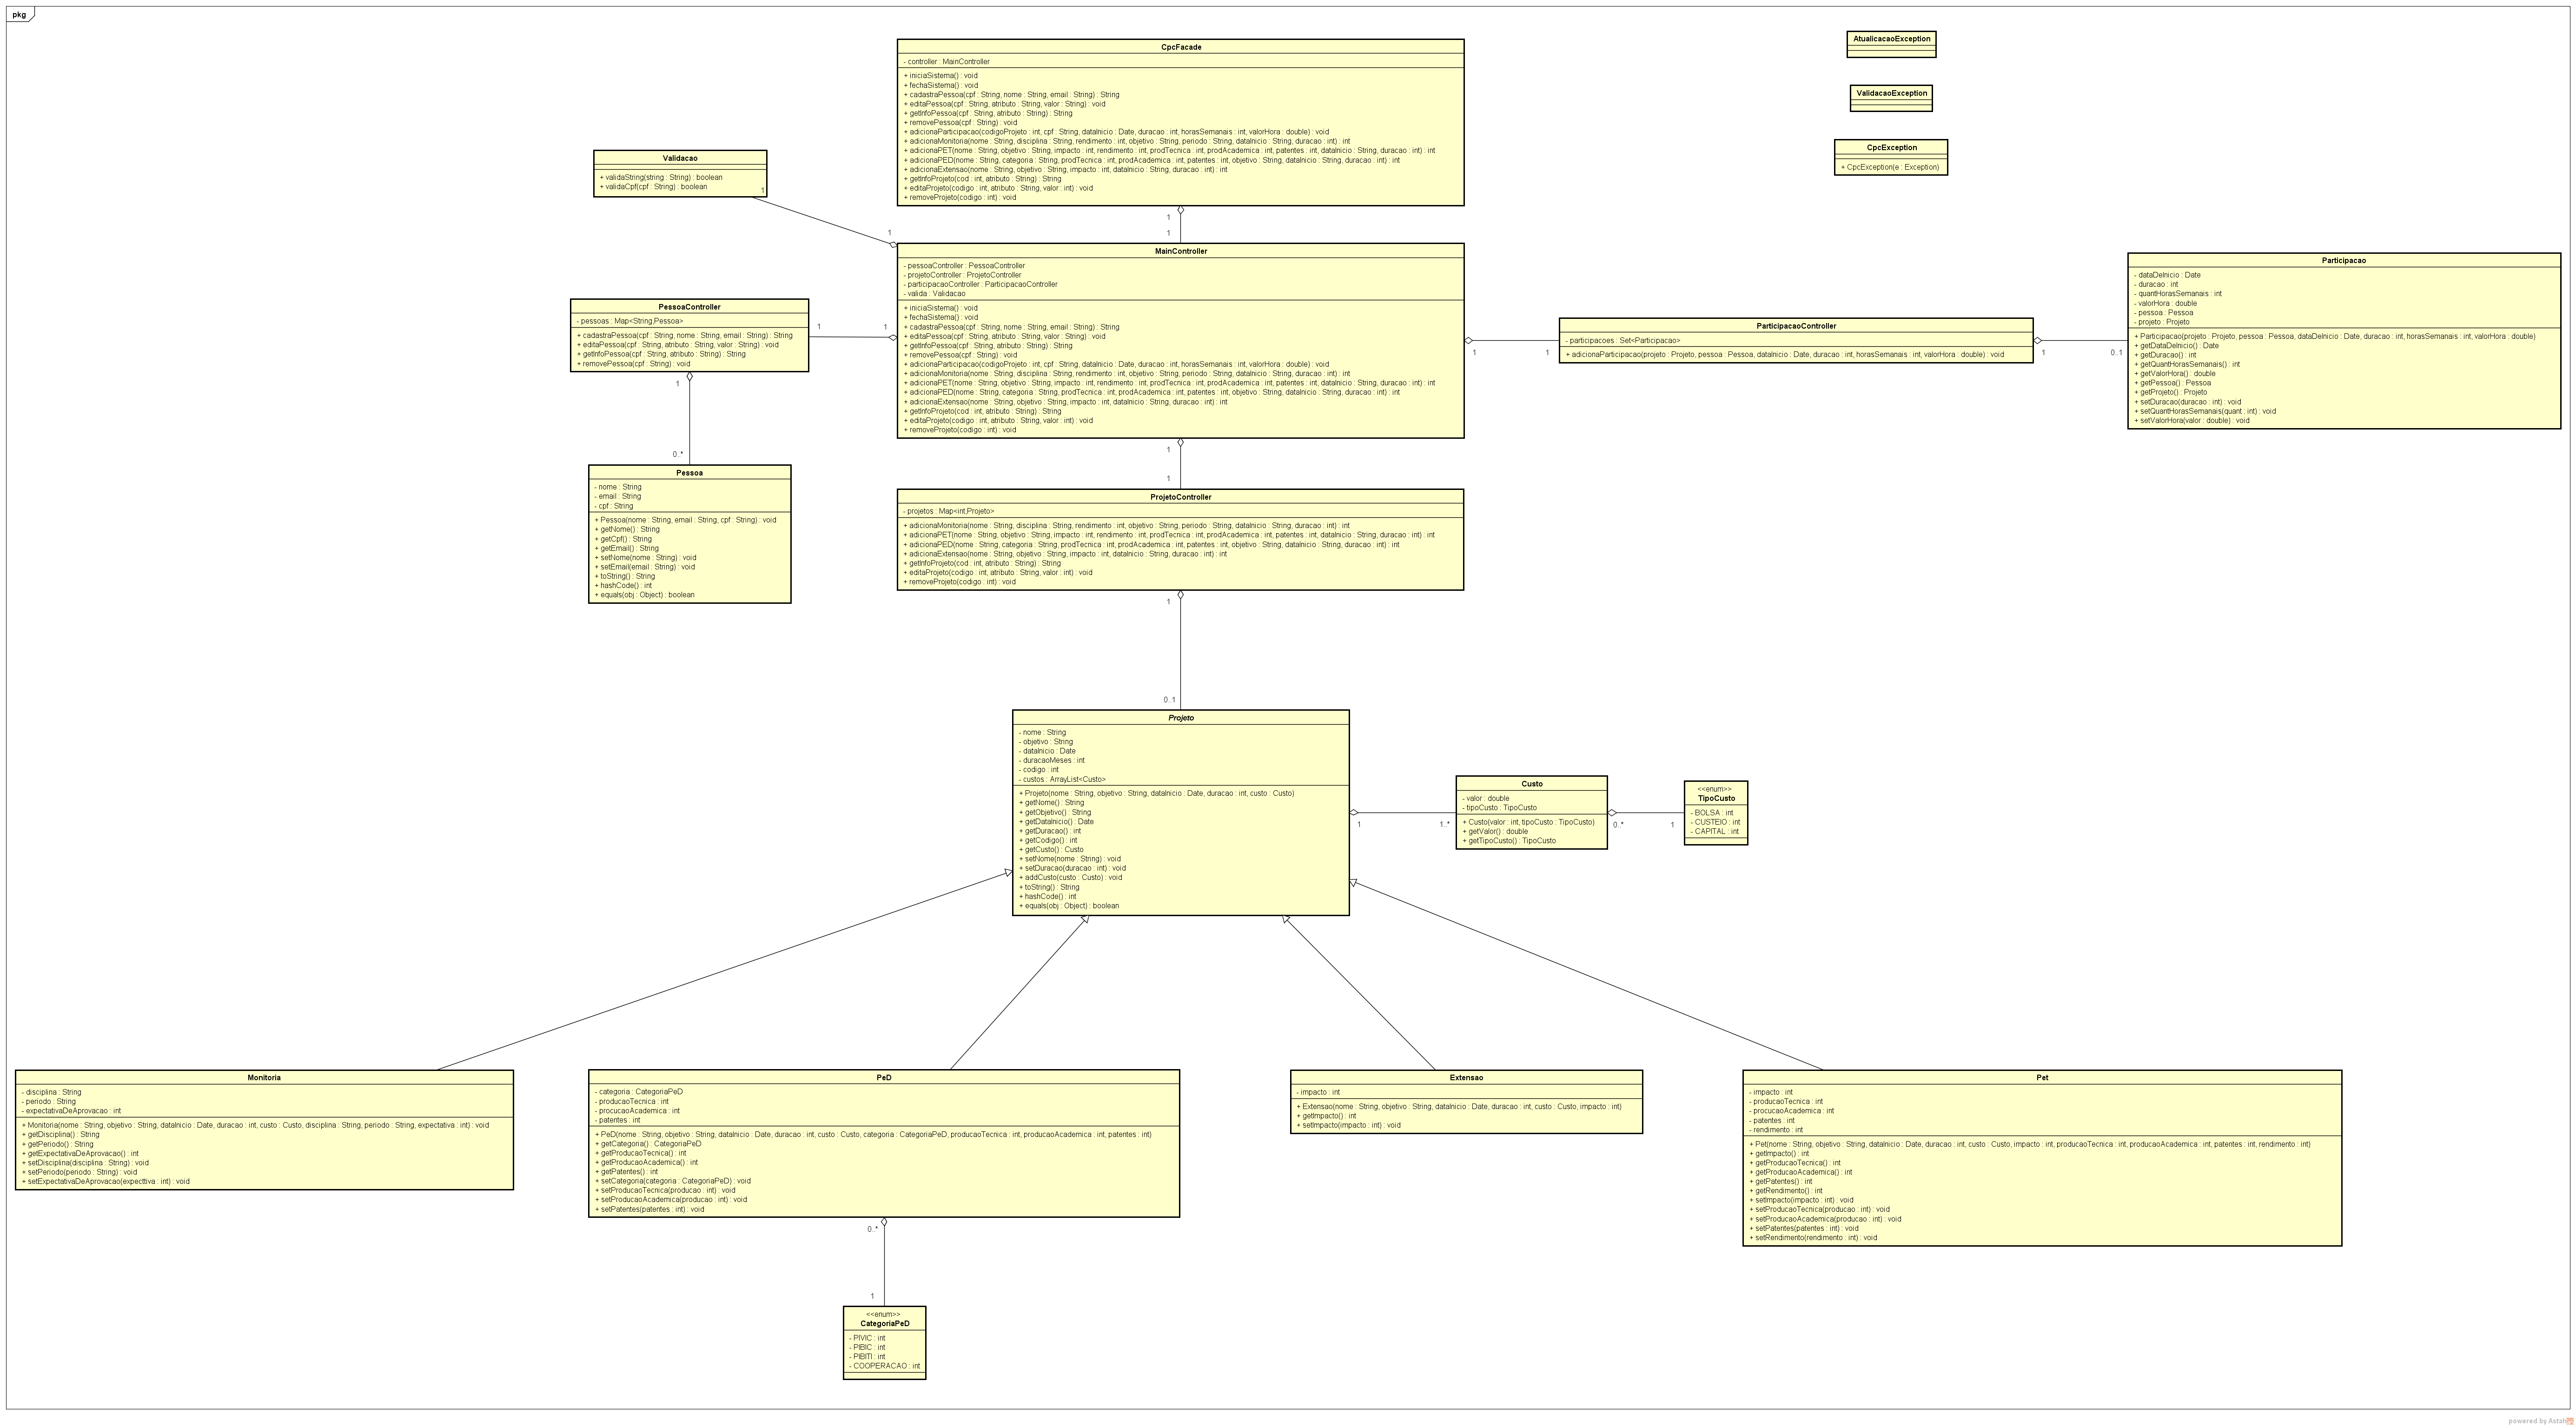 pkg
CpcFacade
- controller : MainController
+ iniciaSistema() : void
+ fechaSistema() : void
+ cadastraPessoa(cpf : String, nome : String, email : String) : String
+ editaPessoa(cpf : String, atributo : String, valor : String) : void
+ getInfoPessoa(cpf : String, atributo : String) : String
+ removePessoa(cpf : String) : void
+ adicionaParticipacao(codigoProjeto : int, cpf : String, dataInicio : Date, duracao : int, horasSemanais : int, valorHora : double) : void
+ adicionaMonitoria(nome : String, disciplina : String, rendimento : int, objetivo : String, periodo : String, dataInicio : String, duracao : int) : int
+ adicionaPET(nome : String, objetivo : String, impacto : int, rendimento : int, prodTecnica : int, prodAcademica : int, patentes : int, dataInicio : String, duracao : int) : int
+ adicionaPED(nome : String, categoria : String, prodTecnica : int, prodAcademica : int, patentes : int, objetivo : String, dataInicio : String, duracao : int) : int
+ adicionaExtensao(nome : String, objetivo : String, impacto : int, dataInicio : String, duracao : int) : int
+ getInfoProjeto(cod : int, atributo : String) : String
+ editaProjeto(codigo : int, atributo : String, valor : int) : void
+ removeProjeto(codigo : int) : void
AtualicacaoException
ValidacaoException
CpcException
+ CpcException(e : Exception)
Validacao
+ validaString(string : String) : boolean
+ validaCpf(cpf : String) : boolean
1
1
1
1
MainController
- pessoaController : PessoaController
- projetoController : ProjetoController
- participacaoController : ParticipacaoController
- valida : Validacao
+ iniciaSistema() : void
+ fechaSistema() : void
+ cadastraPessoa(cpf : String, nome : String, email : String) : String
+ editaPessoa(cpf : String, atributo : String, valor : String) : void
+ getInfoPessoa(cpf : String, atributo : String) : String
+ removePessoa(cpf : String) : void
+ adicionaParticipacao(codigoProjeto : int, cpf : String, dataInicio : Date, duracao : int, horasSemanais : int, valorHora : double) : void
+ adicionaMonitoria(nome : String, disciplina : String, rendimento : int, objetivo : String, periodo : String, dataInicio : String, duracao : int) : int
+ adicionaPET(nome : String, objetivo : String, impacto : int, rendimento : int, prodTecnica : int, prodAcademica : int, patentes : int, dataInicio : String, duracao : int) : int
+ adicionaPED(nome : String, categoria : String, prodTecnica : int, prodAcademica : int, patentes : int, objetivo : String, dataInicio : String, duracao : int) : int
+ adicionaExtensao(nome : String, objetivo : String, impacto : int, dataInicio : String, duracao : int) : int
+ getInfoProjeto(cod : int, atributo : String) : String
+ editaProjeto(codigo : int, atributo : String, valor : int) : void
+ removeProjeto(codigo : int) : void
PessoaController
- pessoas : Map<String,Pessoa>
+ cadastraPessoa(cpf : String, nome : String, email : String) : String
+ editaPessoa(cpf : String, atributo : String, valor : String) : void
+ getInfoPessoa(cpf : String, atributo : String) : String
+ removePessoa(cpf : String) : void
1
1
1
0..*
Pessoa
- nome : String
- email : String
- cpf : String
+ Pessoa(nome : String, email : String, cpf : String) : void
+ getNome() : String
+ getCpf() : String
+ getEmail() : String
+ setNome(nome : String) : void
+ setEmail(email : String) : void
+ toString() : String
+ hashCode() : int
+ equals(obj : Object) : boolean
1
1
ParticipacaoController
- participacoes : Set<Participacao>
+ adicionaParticipacao(projeto : Projeto, pessoa : Pessoa, dataInicio : Date, duracao : int, horasSemanais : int, valorHora : double) : void
1
0..1
Participacao
- dataDeInicio : Date
- duracao : int
- quantHorasSemanais : int
- valorHora : double
- pessoa : Pessoa
- projeto : Projeto
+ Participacao(projeto : Projeto, pessoa : Pessoa, dataDeInicio : Date, duracao : int, horasSemanais : int, valorHora : double)
+ getDataDeInicio() : Date
+ getDuracao() : int
+ getQuantHorasSemanais() : int
+ getValorHora() : double
+ getPessoa() : Pessoa
+ getProjeto() : Projeto
+ setDuracao(duracao : int) : void
+ setQuantHorasSemanais(quant : int) : void
+ setValorHora(valor : double) : void
1
1
ProjetoController
- projetos : Map<int,Projeto>
+ adicionaMonitoria(nome : String, disciplina : String, rendimento : int, objetivo : String, periodo : String, dataInicio : String, duracao : int) : int
+ adicionaPET(nome : String, objetivo : String, impacto : int, rendimento : int, prodTecnica : int, prodAcademica : int, patentes : int, dataInicio : String, duracao : int) : int
+ adicionaPED(nome : String, categoria : String, prodTecnica : int, prodAcademica : int, patentes : int, objetivo : String, dataInicio : String, duracao : int) : int
+ adicionaExtensao(nome : String, objetivo : String, impacto : int, dataInicio : String, duracao : int) : int
+ getInfoProjeto(cod : int, atributo : String) : String
+ editaProjeto(codigo : int, atributo : String, valor : int) : void
+ removeProjeto(codigo : int) : void
1
0..1
Projeto
- nome : String
- objetivo : String
- dataInicio : Date
- duracaoMeses : int
- codigo : int
- custos : ArrayList<Custo>
+ Projeto(nome : String, objetivo : String, dataInicio : Date, duracao : int, custo : Custo)
+ getNome() : String
+ getObjetivo() : String
+ getDataInicio() : Date
+ getDuracao() : int
+ getCodigo() : int
+ getCusto() : Custo
+ setNome(nome : String) : void
+ setDuracao(duracao : int) : void
+ addCusto(custo : Custo) : void
+ toString() : String
+ hashCode() : int
+ equals(obj : Object) : boolean
1
1..*
Custo
- valor : double
- tipoCusto : TipoCusto
+ Custo(valor : int, tipoCusto : TipoCusto)
+ getValor() : double
+ getTipoCusto() : TipoCusto
0..*
1
<<enum>>
TipoCusto
- BOLSA : int
- CUSTEIO : int
- CAPITAL : int
Monitoria
- disciplina : String
- periodo : String
- expectativaDeAprovacao : int
+ Monitoria(nome : String, objetivo : String, dataInicio : Date, duracao : int, custo : Custo, disciplina : String, periodo : String, expectativa : int) : void
+ getDisciplina() : String
+ getPeriodo() : String
+ getExpectativaDeAprovacao() : int
+ setDisciplina(disciplina : String) : void
+ setPeriodo(periodo : String) : void
+ setExpectativaDeAprovacao(expecttiva : int) : void
PeD
- categoria : CategoriaPeD
- producaoTecnica : int
- procucaoAcademica : int
- patentes : int
+ PeD(nome : String, objetivo : String, dataInicio : Date, duracao : int, custo : Custo, categoria : CategoriaPeD, producaoTecnica : int, producaoAcademica : int, patentes : int)
+ getCategoria() : CategoriaPeD
+ getProducaoTecnica() : int
+ getProducaoAcademica() : int
+ getPatentes() : int
+ setCategoria(categoria : CategoriaPeD) : void
+ setProducaoTecnica(producao : int) : void
+ setProducaoAcademica(producao : int) : void
+ setPatentes(patentes : int) : void
Extensao
- impacto : int
+ Extensao(nome : String, objetivo : String, dataInicio : Date, duracao : int, custo : Custo, impacto : int)
+ getImpacto() : int
+ setImpacto(impacto : int) : void
Pet
- impacto : int
- producaoTecnica : int
- procucaoAcademica : int
- patentes : int
- rendimento : int
+ Pet(nome : String, objetivo : String, dataInicio : Date, duracao : int, custo : Custo, impacto : int, producaoTecnica : int, producaoAcademica : int, patentes : int, rendimento : int)
+ getImpacto() : int
+ getProducaoTecnica() : int
+ getProducaoAcademica() : int
+ getPatentes() : int
+ getRendimento() : int
+ setImpacto(impacto : int) : void
+ setProducaoTecnica(producao : int) : void
+ setProducaoAcademica(producao : int) : void
+ setPatentes(patentes : int) : void
+ setRendimento(rendimento : int) : void
0..*
1
<<enum>>
CategoriaPeD
- PIVIC : int
- PIBIC : int
- PIBITI : int
- COOPERACAO : int
powered by Astah